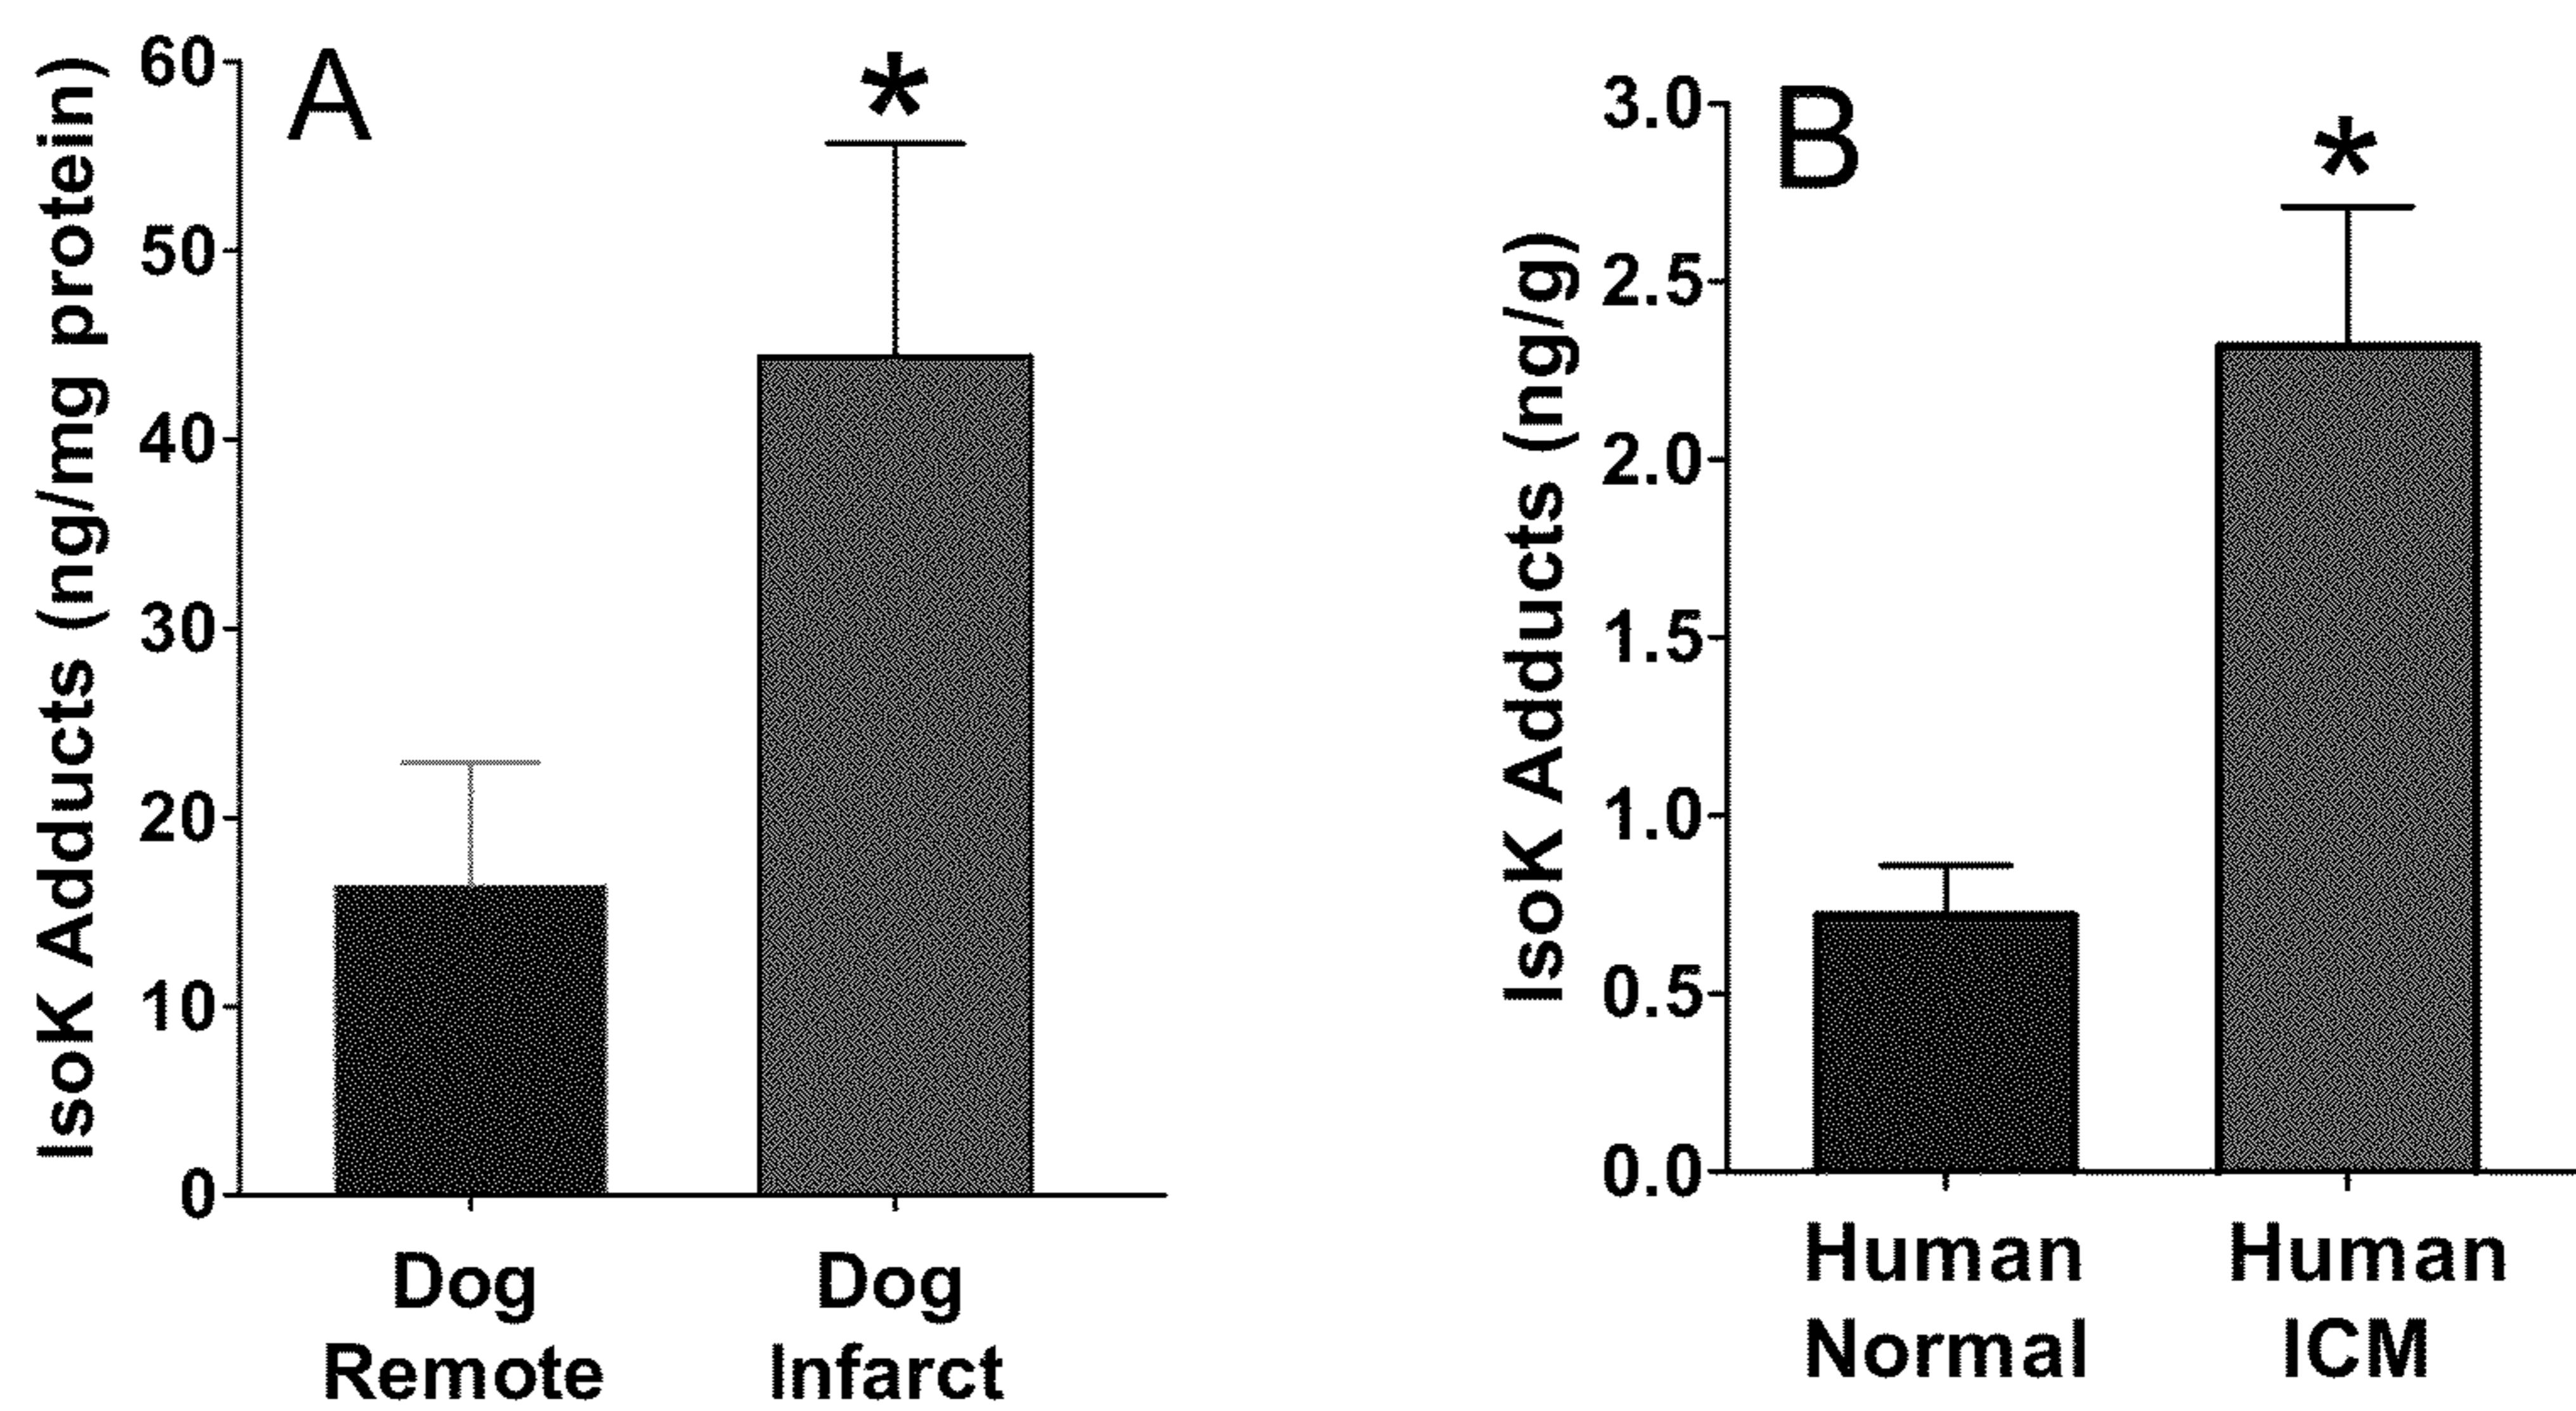 A
*
IsoK Adducts (ng/mg protein)
60
50
40
30
20
10
0
Dog
Remote
Dog
Infarct
B
*
IsoK Adducts (ng/g)
3.0
2.5
2.0
1.5
1.0
0.5
0.0
Human
Normal
Human
ICM